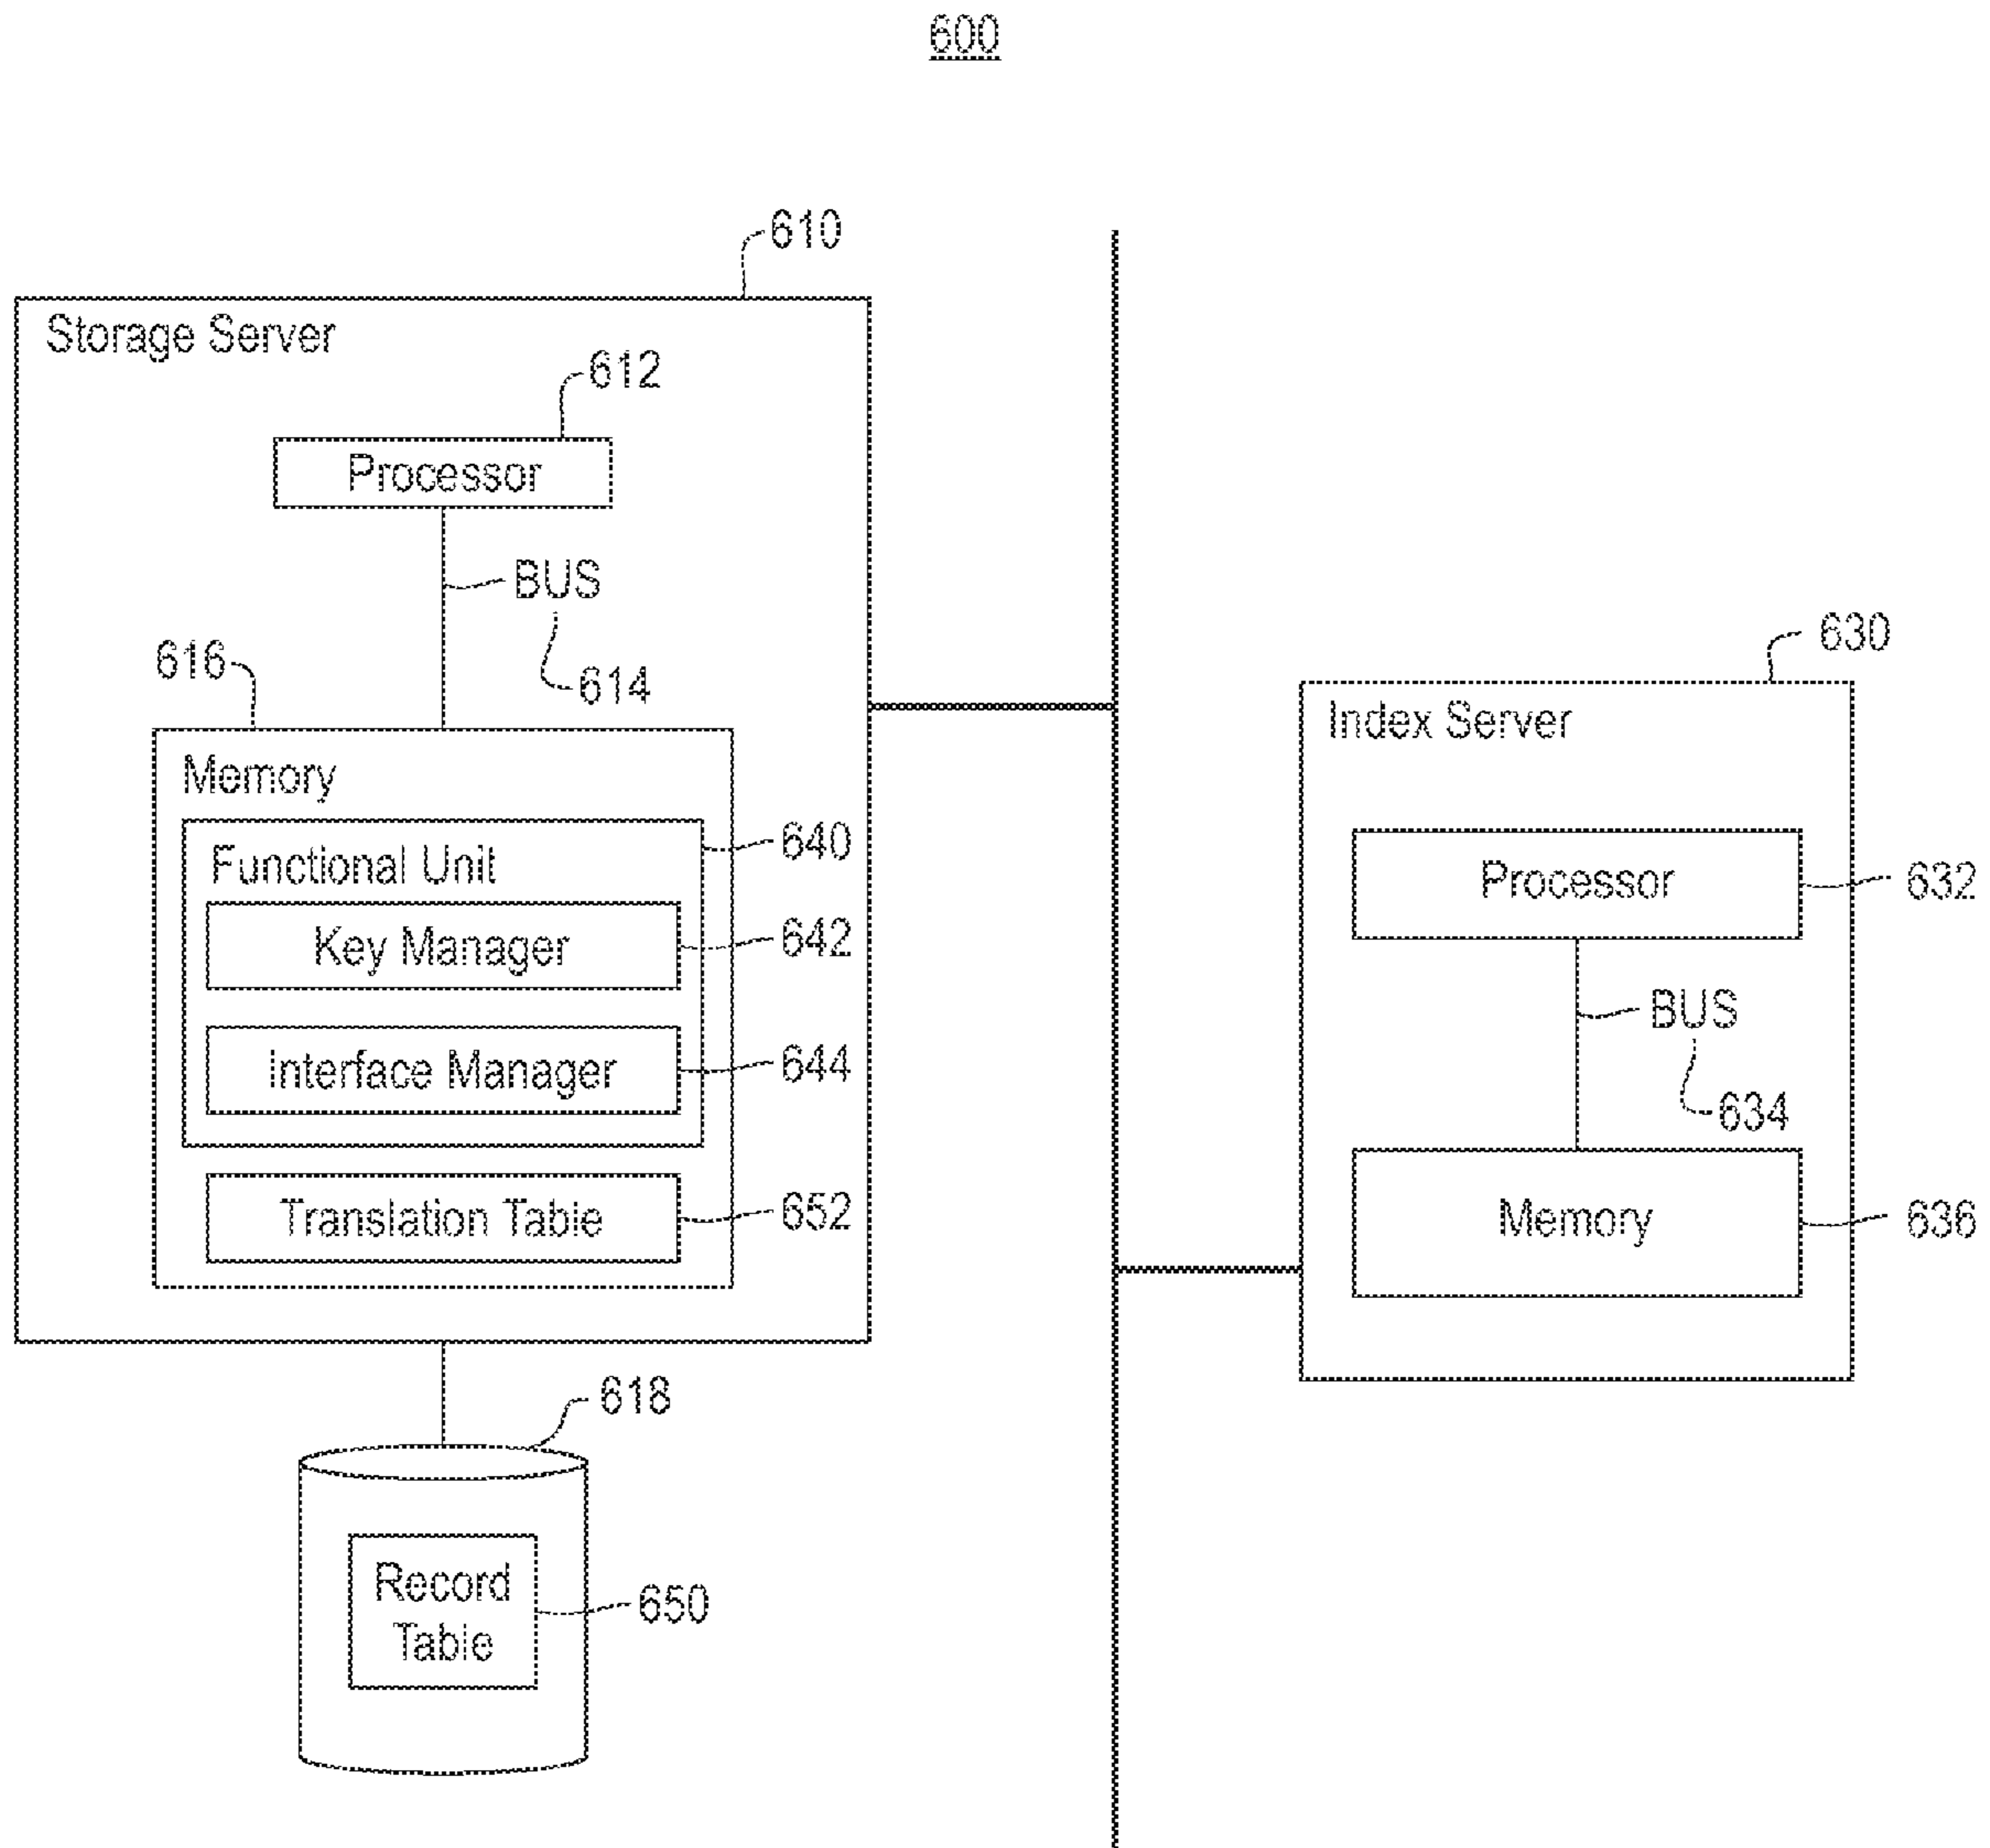 600
610
Storage Server
612
Processor
BUS
614
616
Memory
640
Functional Unit
Key Manager
642
Interface Manager
644
Translation Table
652
618
Record
Table
650
630
Index Server
Processor
632
BUS
634
Memory
636